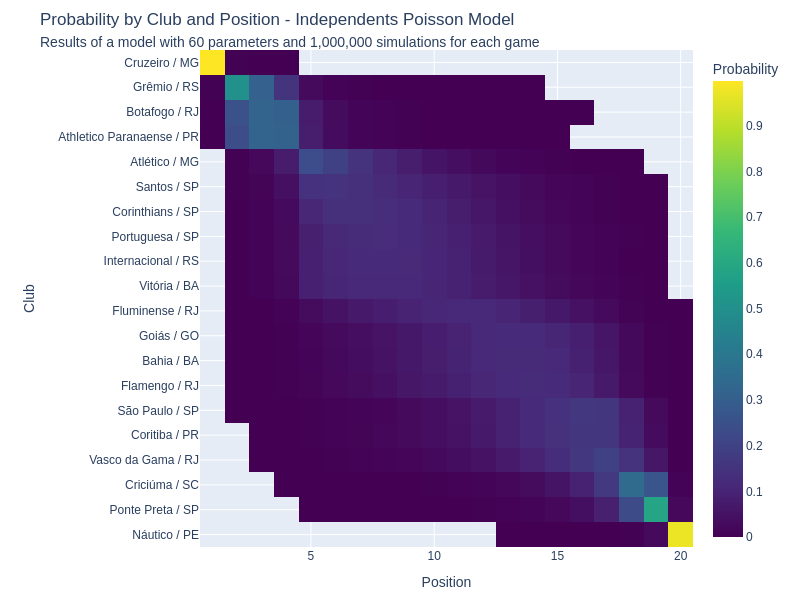 Probability by Club and Position - Independents Poisson Model
Results of a model with 60 parameters and 1,000,000 simulations for each game
Cruzeiro / MG
Grêmio / RS
Botafogo / RJ
Athletico Paranaense / PR
Atlético / MG
Santos / SP
Corinthians / SP
Portuguesa / SP
Internacional / RS
Vitória / BA
Fluminense / RJ
Goiás / GO
Bahia / BA
Flamengo / RJ
São Paulo / SP
Coritiba / PR
Vasco da Gama / RJ
Criciúma / SC
Ponte Preta / SP
Náutico / PE
Club
5
10
15
20
Position
Probability
0.9
0.8
0.7
0.6
0.5
0.4
0.3
0.2
0.1
0